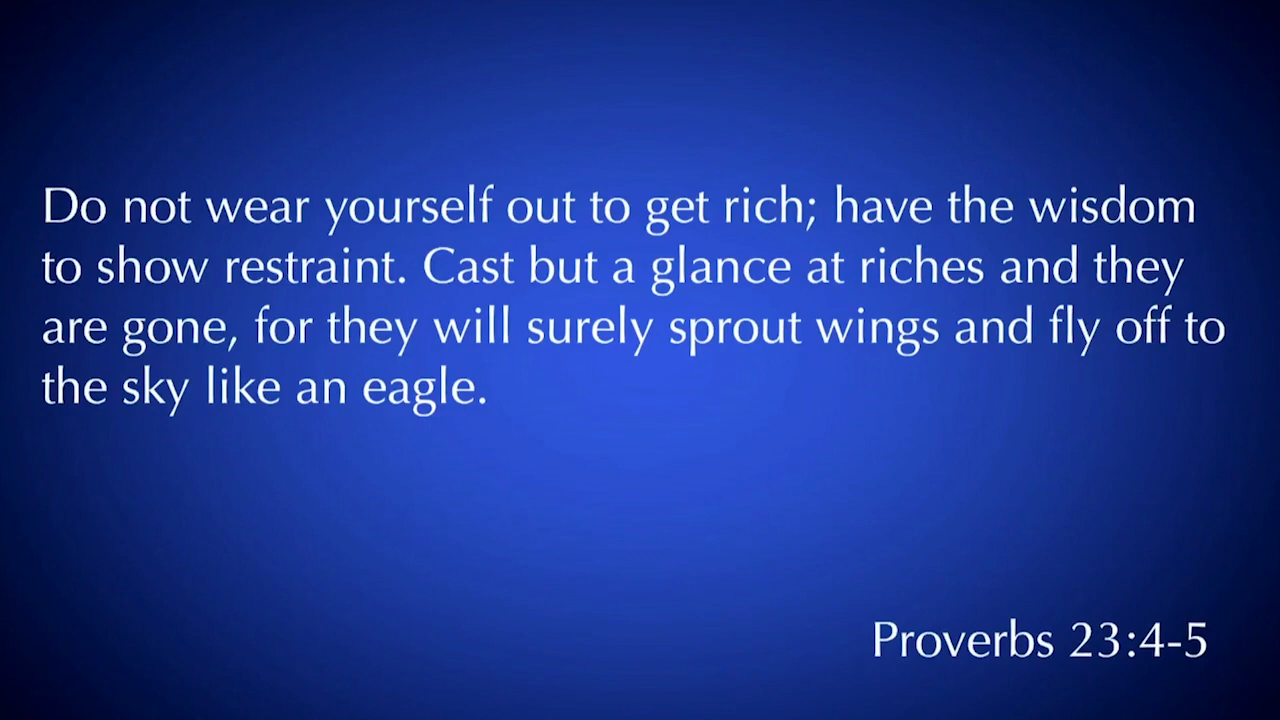 Do not wear yourself out to get rich; have the wisdom
to show restraint. Cast but a glance at riches and they
are gone, for they will surely sprout wings and fly off to
the sky like an eagle.
Proverbs 23:4-5